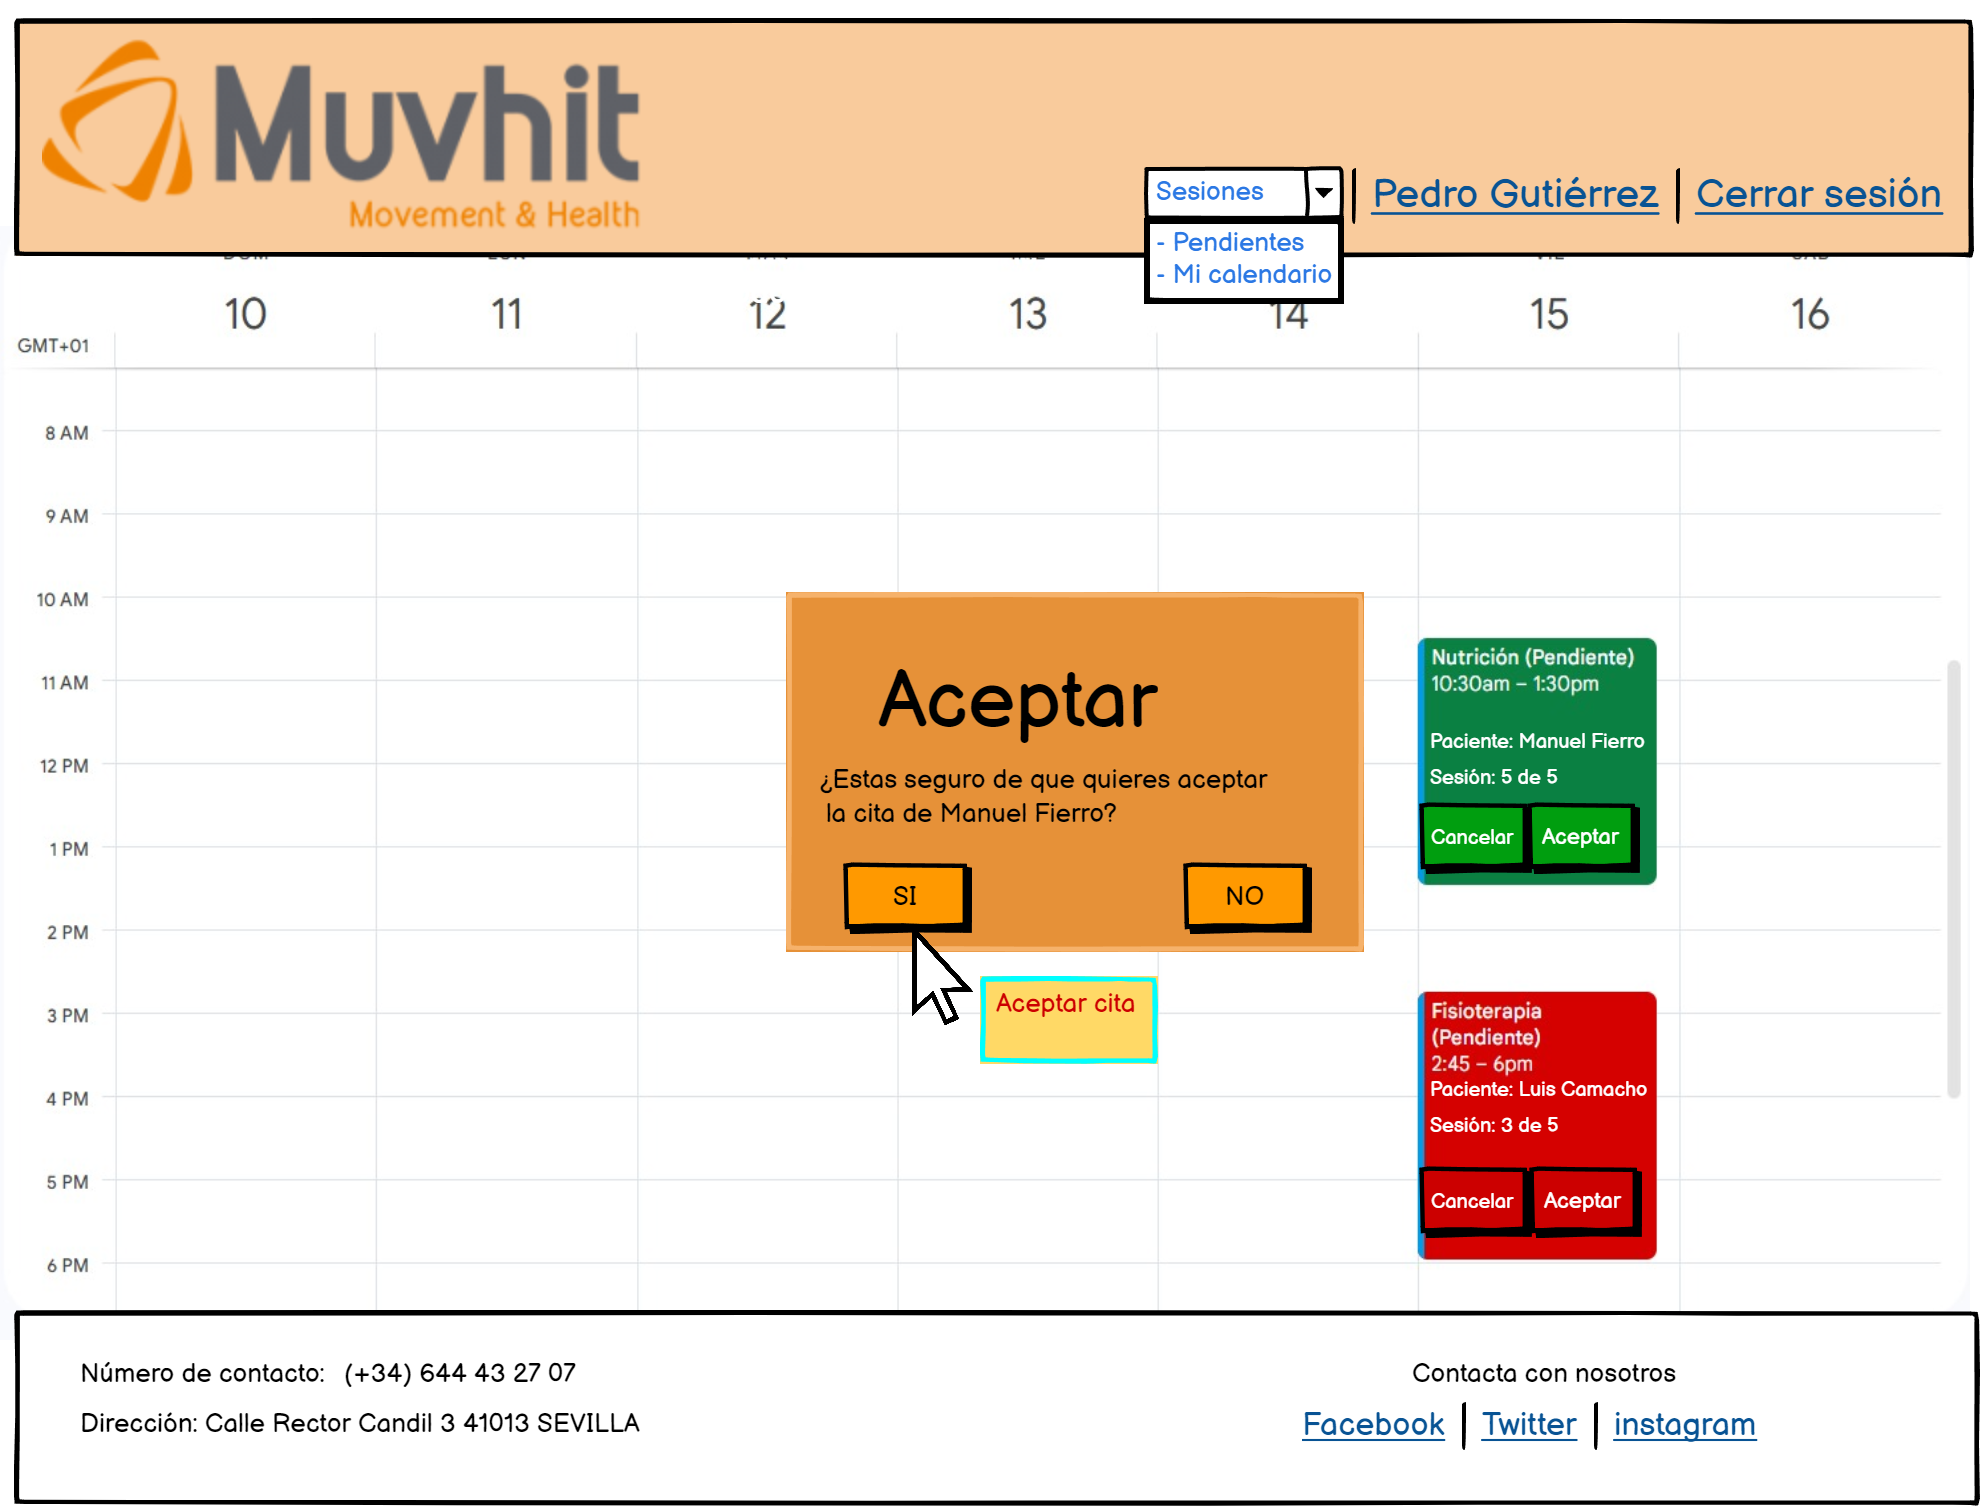 Muvhit
Movement & Health
Sesiones
Pedro Gutiérrez
Cerrar sesión
- Pendientes
- Mi calendario
10
11
12
13
14
15
16
GMT+01
8 AM
9 AM
10 AM
11 AM
12 PM
1 PM
2 PM
3 PM
4 PM
5 PM
6 PM
Aceptar
¿Estas seguro de que quieres aceptar
la cita de Manuel Fierro?
SI
NO
Aceptar cita
Nutrición (Pendiente)
10:30am – 1:30pm
Paciente: Manuel Fierro
Sesión: 5 de 5
Cancelar
Aceptar
Fisioterapia
(Pendiente)
2:45 – 6pm
Paciente: Luis Camacho
Sesión: 3 de 5
Cancelar
Aceptar
Número de contacto: (+34) 644 43 27 07
Dirección: Calle Rector Candil 3 41013 SEVILLA
Contacta con nosotros
Facebook
Twitter
instagram